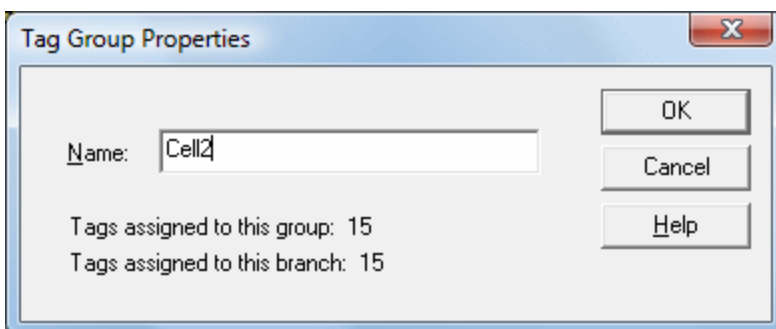 Tag Group Properties
OK
Name: Cell2
Cancel
Tags assigned to this group: 15
Help
Tags assigned to this branch: 15